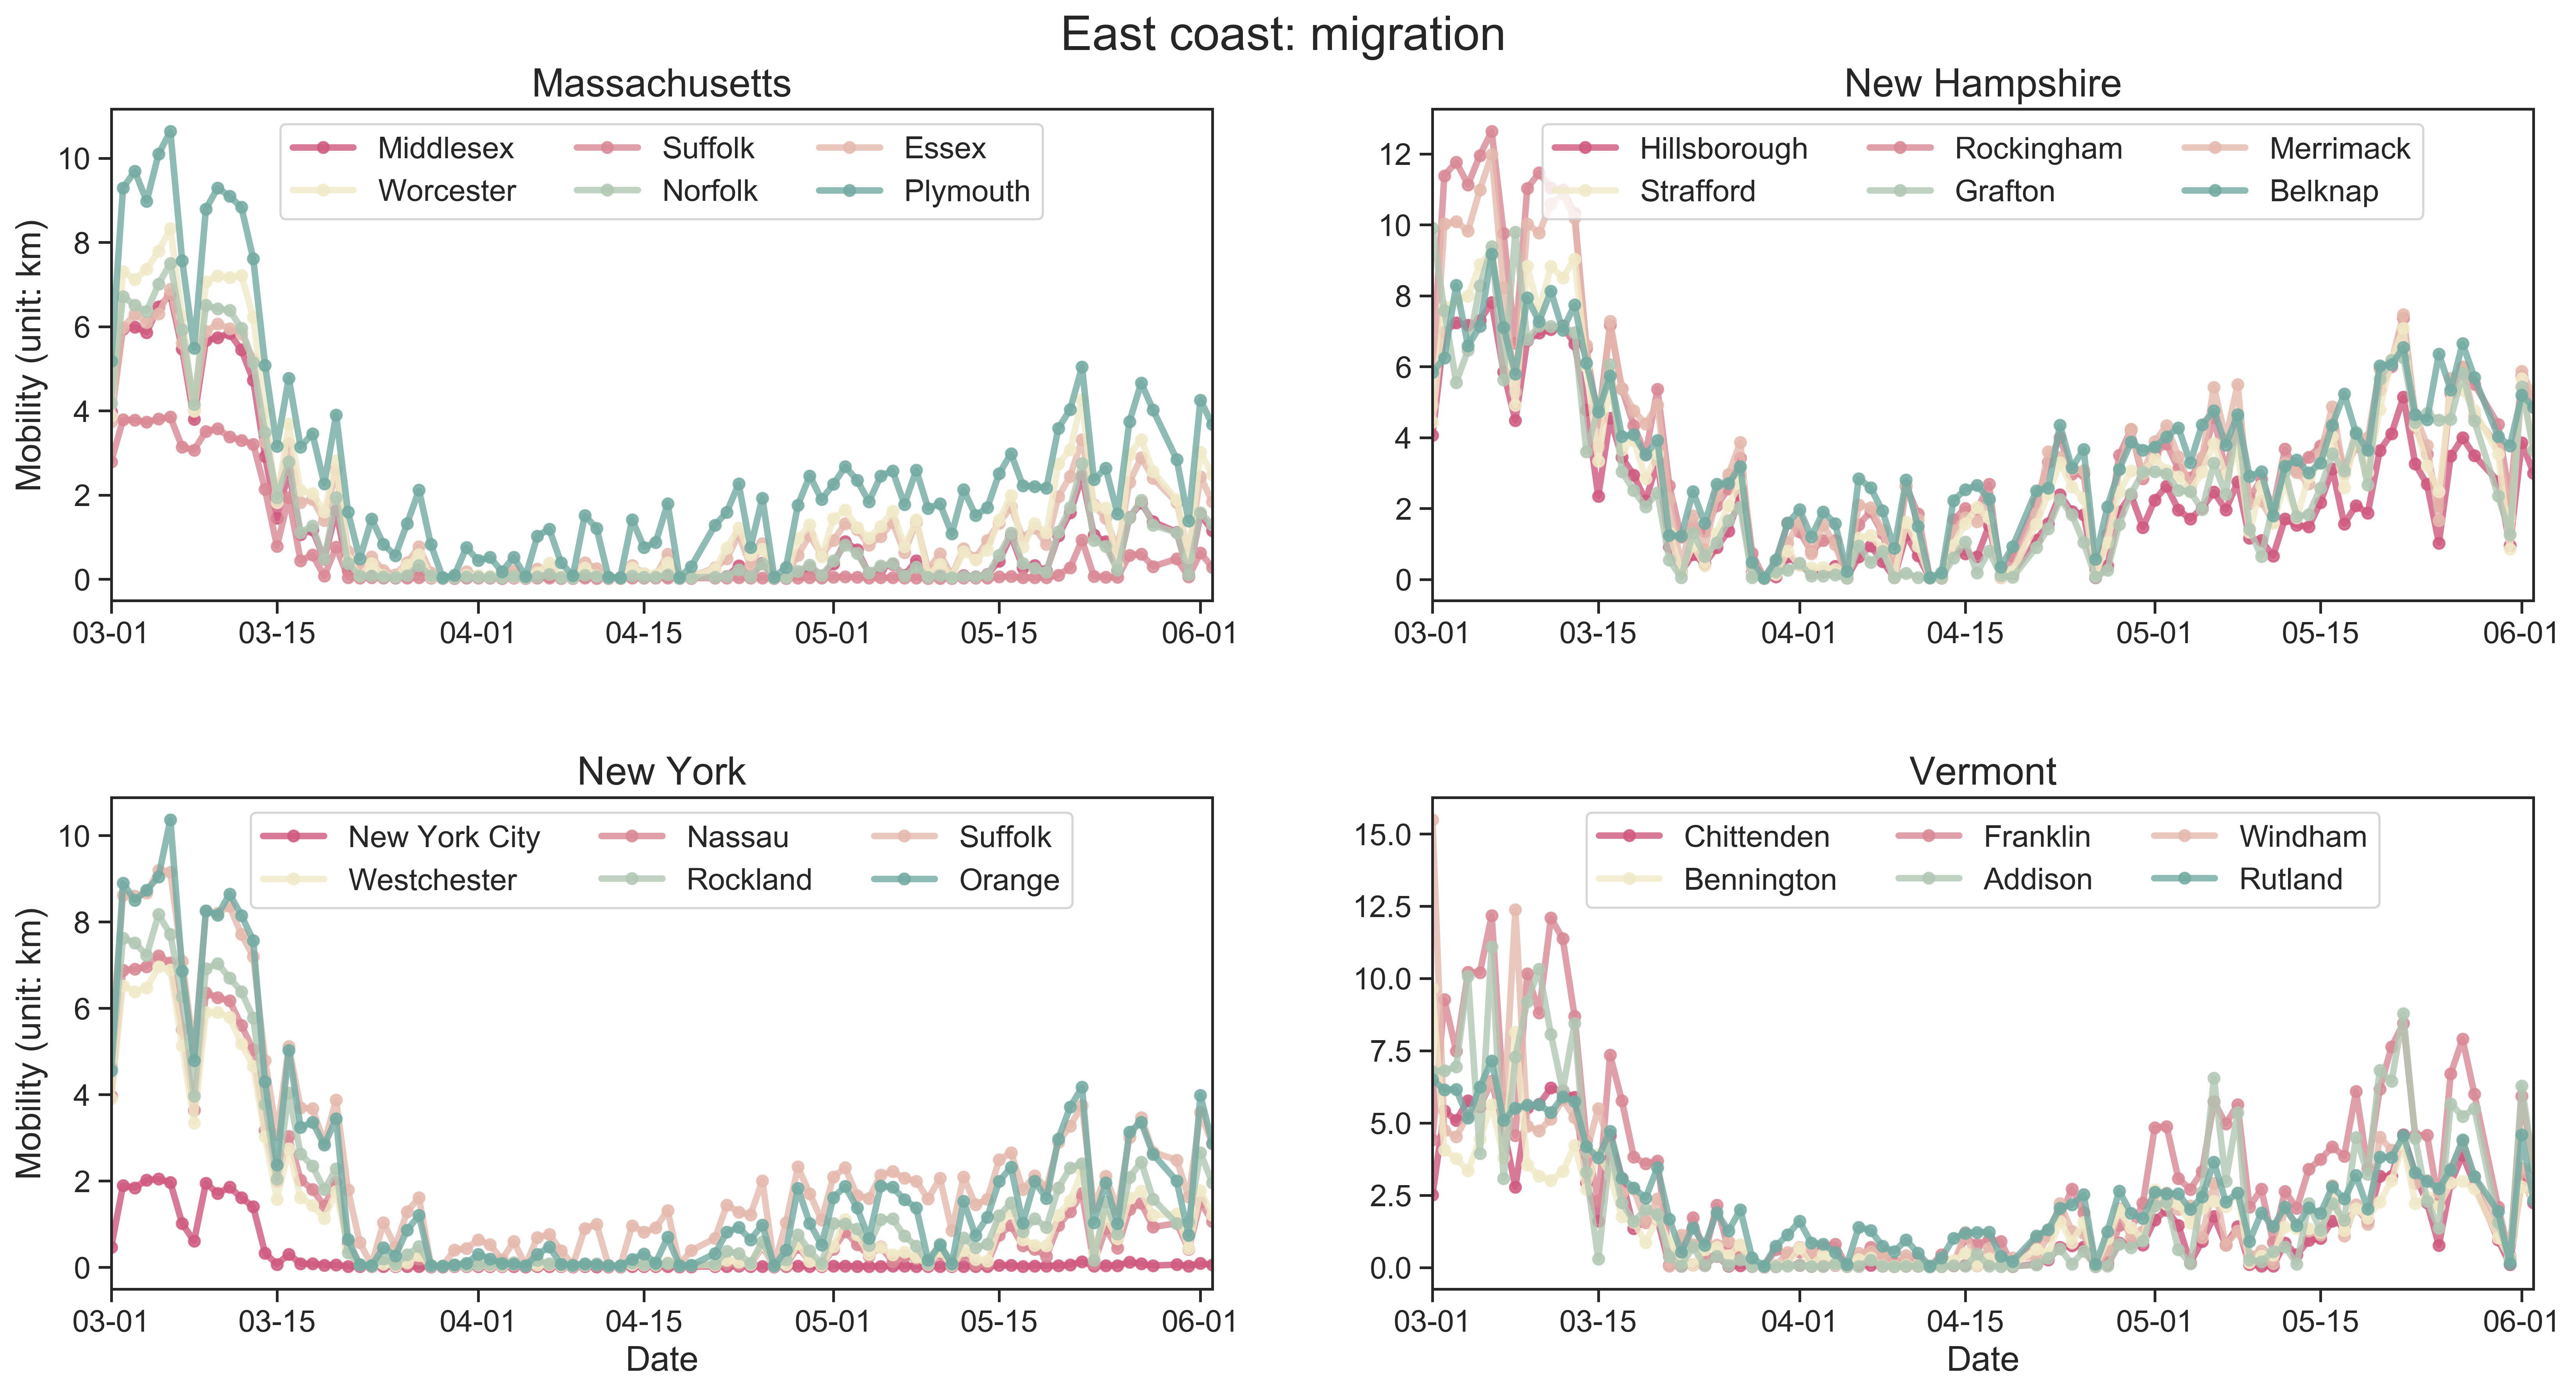 East coast: migration
Massachusetts
New Hampshire
Mobility (unit: km)
10
8
6
4
2
0
Middlesex Suffolk Essex
Worcester Norfolk Plymouth
03-01 03-15 04-01 04-15 05-01 05-15 06-01
12
10
8
6
4
2
0
Hillsborough Rockingham Merrimack
Strafford Grafton Belknap
03-01 03-15 04-01 04-15 05-01 05-15 06-01
New York
Vermont
Mobility (unit: km)
10
8
6
4
2
0
New York City Nassau Suffolk
Westchester Rockland Orange
03-01 03-15 04-01 04-15 05-01 05-15 06-01
Date
15.0
12.5
10.0
7.5
5.0
2.5
0.0
Chittenden Franklin Windham
Bennington Addison Rutland
03-01 03-15 04-01 04-15 05-01 05-15 06-01
Date